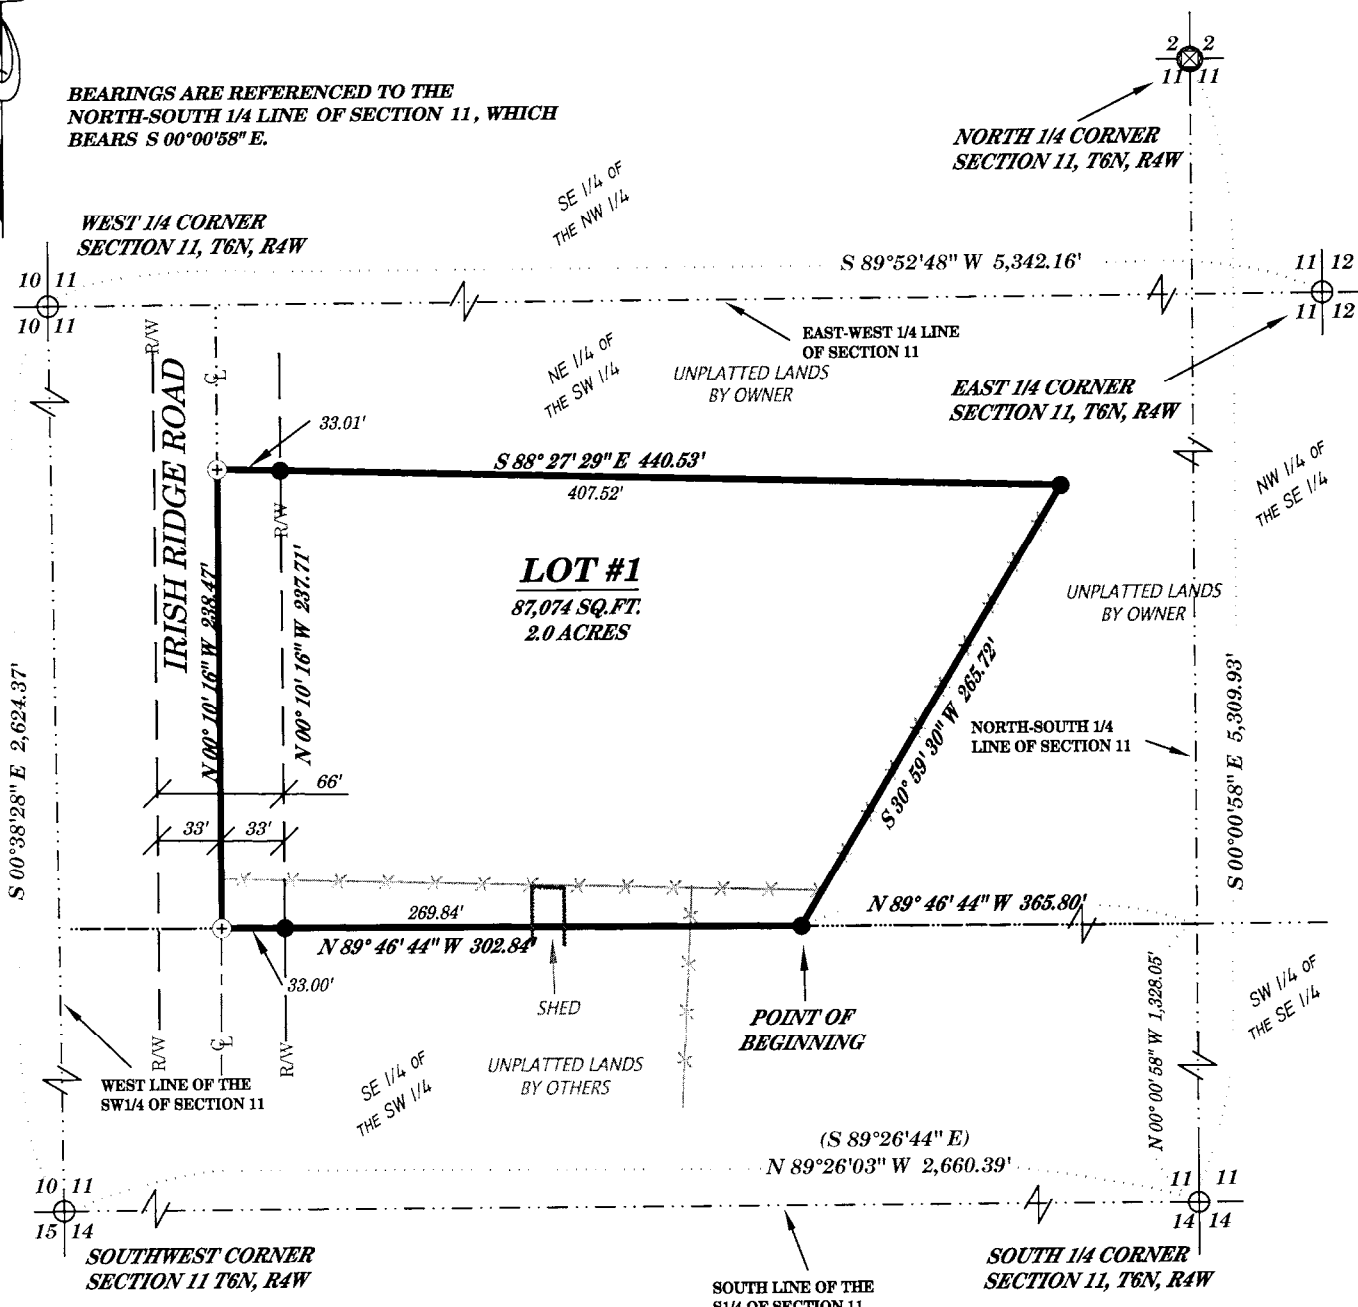 BEARINGS ARE REFERENCED TO THE
NORTH-SOUTH 1/4 LINE OF SECTION 11, WHICH
BEARS S 00°00'58" E.
2 2
11 11
NORTH 1/4 CORNER
SECTION 11, T6N, R4W
SE 1/4 OF
THE NW 1/4
WEST 1/4 CORNER
SECTION 11, T6N, R4W
S 89°52'48" W 5,342.16'
10 11
10 11
11 12
11 12
EAST-WEST 1/4 LINE
OF SECTION 11
R/W
NE 1/4 OF
THE SW 1/4
UNPLATTED LANDS
BY OWNER
EAST 1/4 CORNER
SECTION 11, T6N, R4W
CL
IRISH RIDGE ROAD
33.01'
S 88° 27' 29" E 440.53'
407.52'
NW 1/4 OF
THE SE 1/4
R/W
LOT #1
87,074 SQ.FT.
2.0 ACRES
N 00° 10' 16" W 238.47'
N 00° 10' 16" W 237.71'
UNPLATTED LANDS
BY OWNER
S 30° 59' 30" W 265.72'
NORTH-SOUTH 1/4
LINE OF SECTION 11
S 00°38'28" E 2,624.37'
S 00°00'58" E 5,309.93'
66'
33' 33'
269.84'
N 89° 46' 44" W 302.84'
N 89° 46' 44" W 365.80'
33.00'
SHED
POINT OF
BEGINNING
N 00° 00' 58" W 1,328.05'
SW 1/4 OF
THE SE 1/4
R/W
CL
R/W
WEST LINE OF THE
SW1/4 OF SECTION 11
SE 1/4 OF
THE SW 1/4
UNPLATTED LANDS
BY OTHERS
(S 89°26'44" E)
N 89°26'03" W 2,660.39'
10 11
15 14
11 11
14 14
SOUTHWEST CORNER
SECTION 11 T6N, R4W
SOUTH 1/4 CORNER
SECTION 11, T6N, R4W
SOUTH LINE OF THE
S1/4 OF SECTION 11